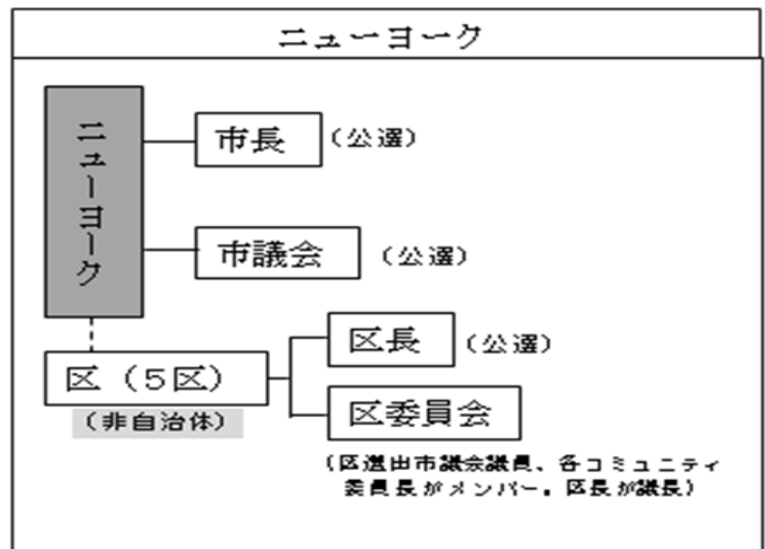 ニューヨーク
ニューヨーク
市長
(公選)
市議会
(公選)
区(5区)
(非自治体)
区長
(公選)
区委員会
(区選出市議会議員、各コミュニティ
委員長がメンバー。区長が議長)